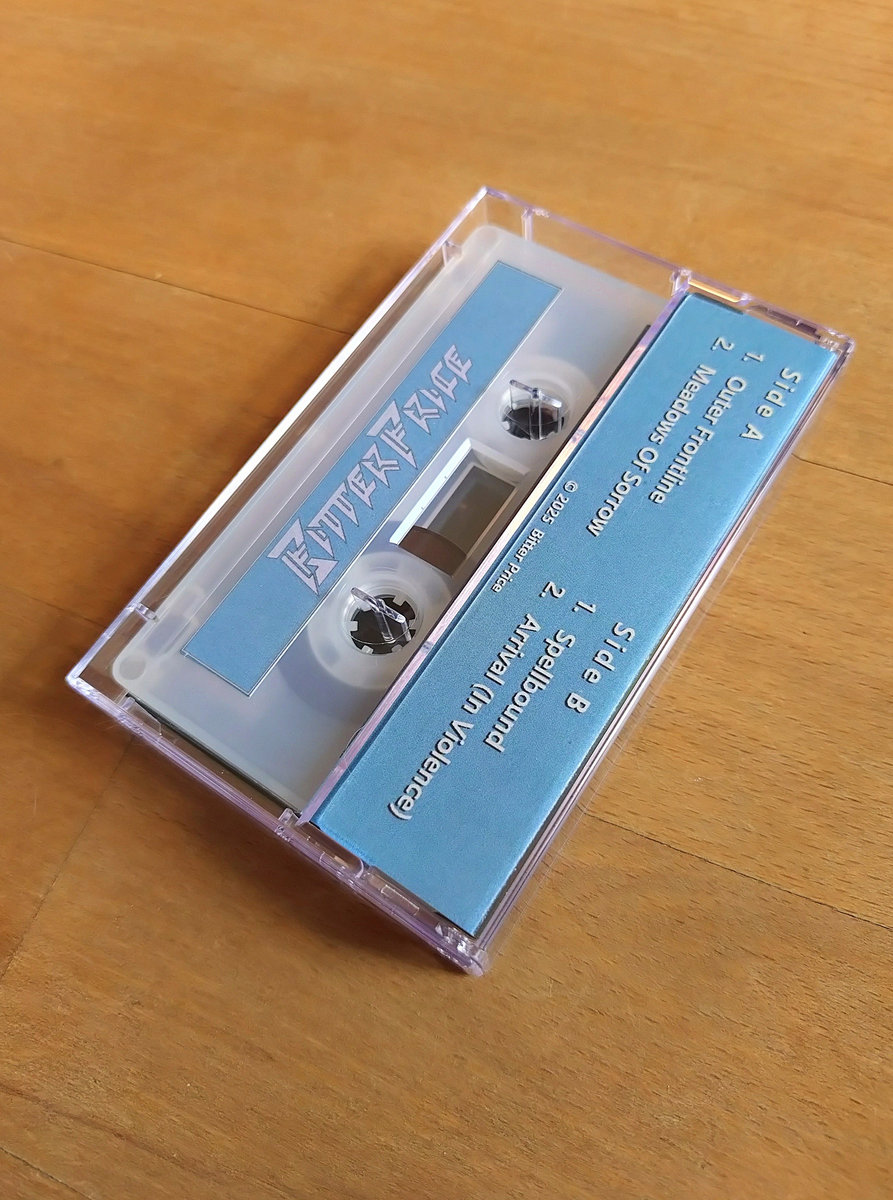 BITTER PRICE
Side A
1. Outer Frontline
2. Meadows Of Sorrow
Side B
1. Spellbound
2. Arrival (In Violence)
© 2025 Bitter Price